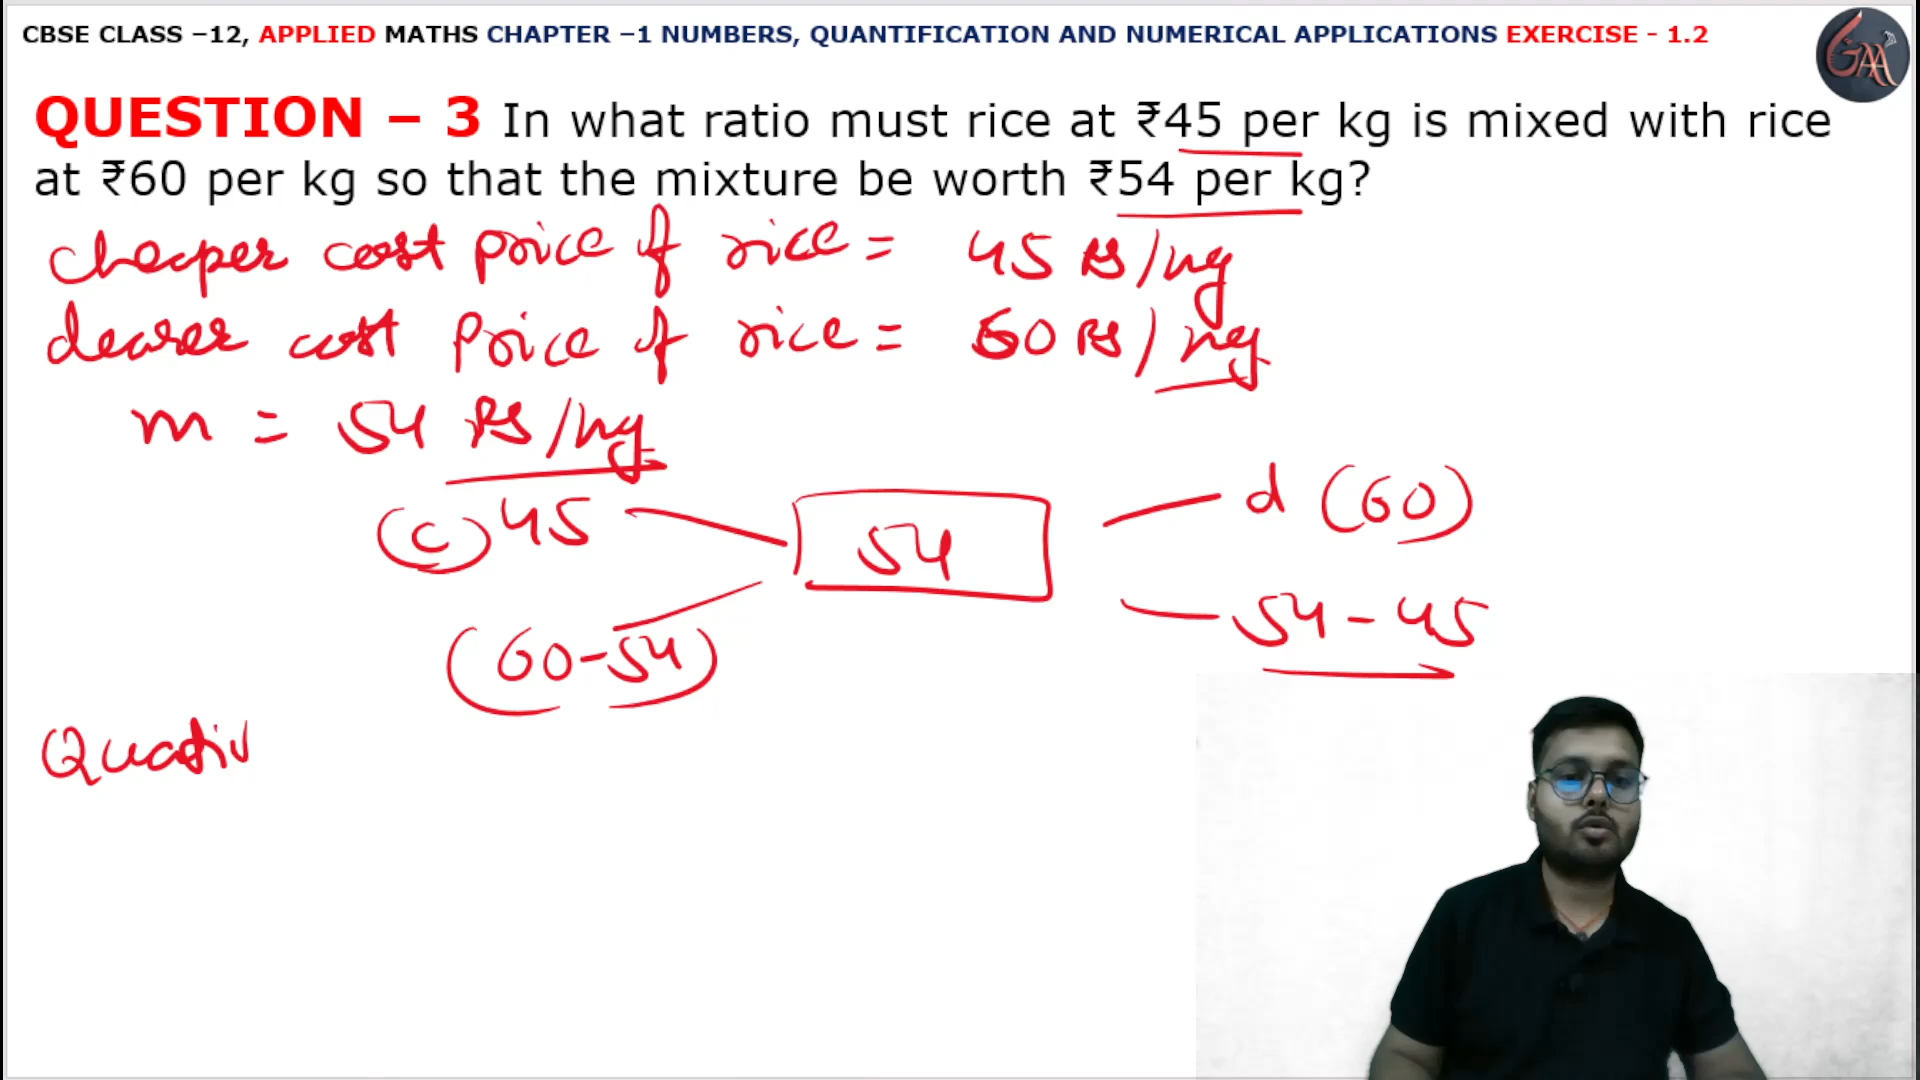 CBSE CLASS –12, APPLIED MATHS CHAPTER –1 NUMBERS, QUANTIFICATION AND NUMERICAL APPLICATIONS EXERCISE - 1.2
QUESTION – 3 In what ratio must rice at ₹45 per kg is mixed with rice
at ₹60 per kg so that the mixture be worth ₹54 per kg?
cheaper cost price of rice = 45 RS/kg
dearer cost price of rice = 60 RS/kg
m = 54 RS/kg
(c) 45 54 d (60)
(60-54) 54-45